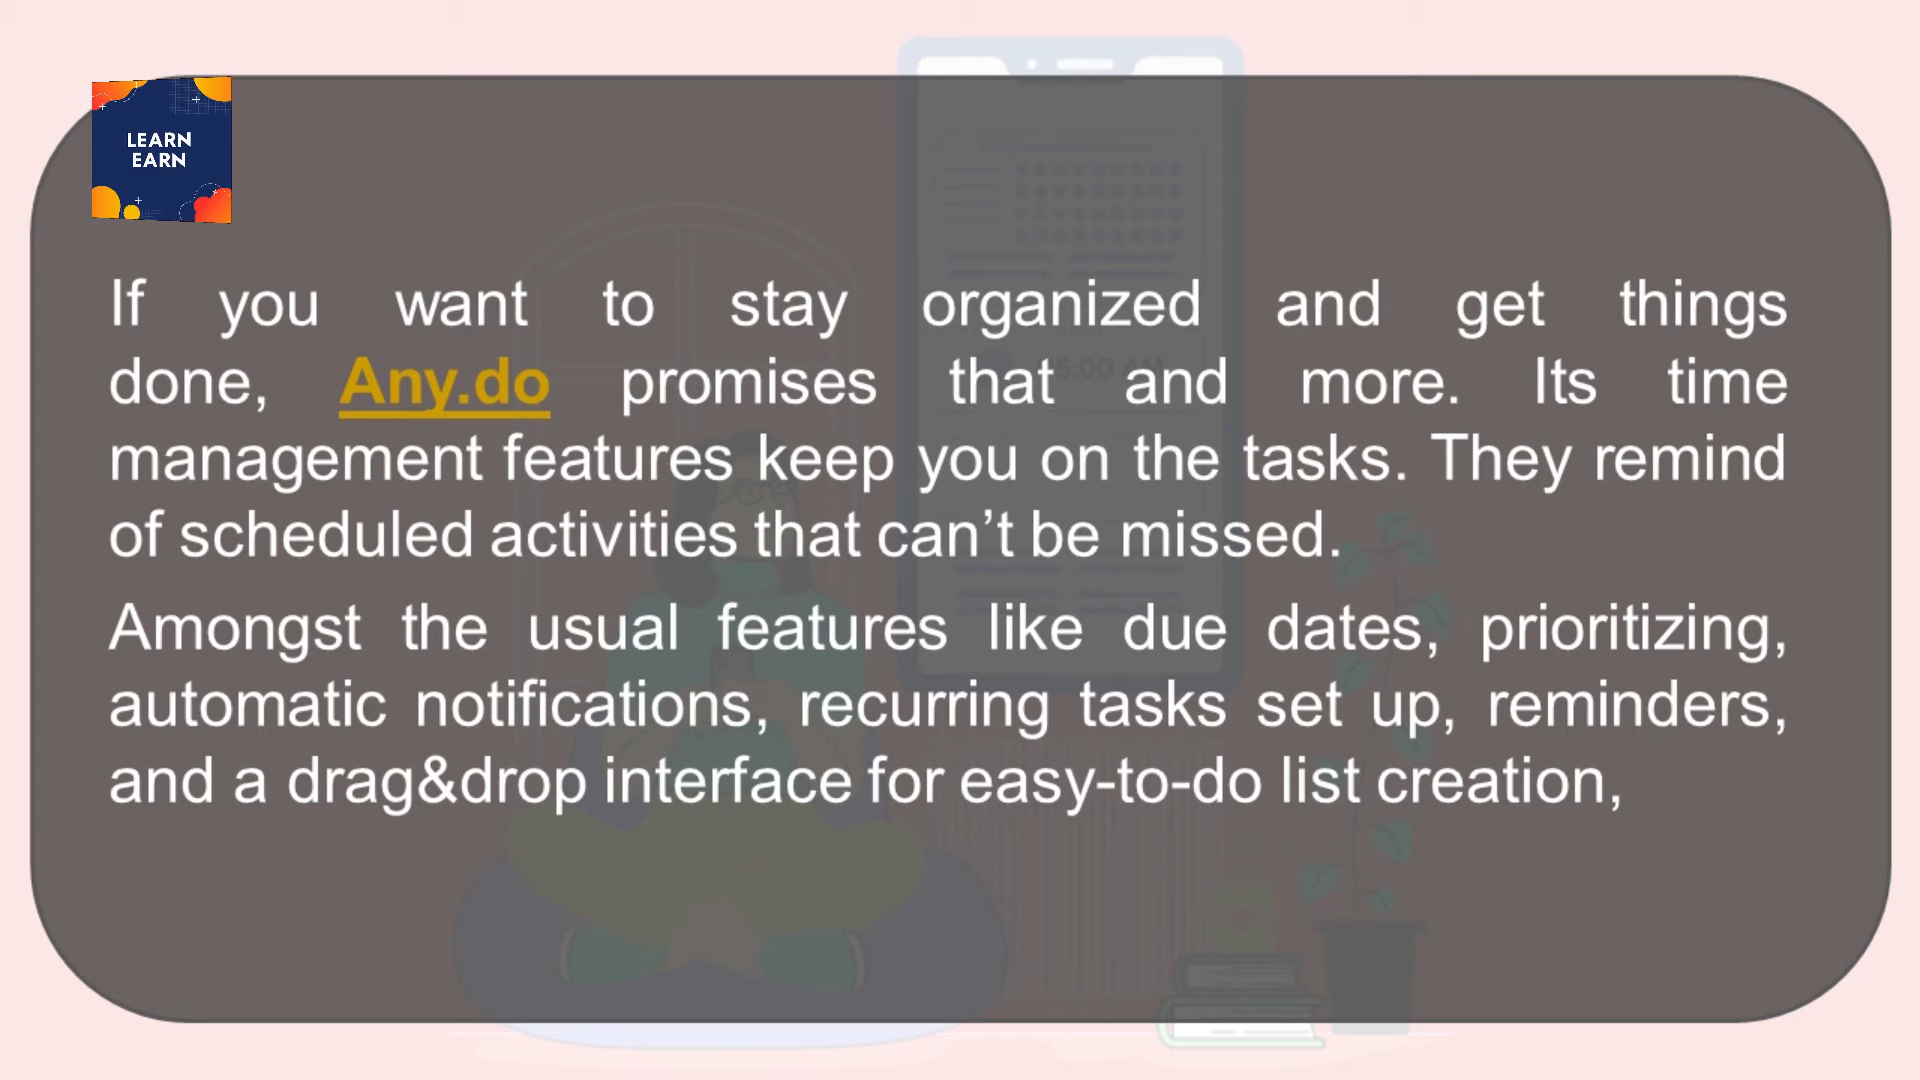 LEARN
EARN
If you want to stay organized and get things
done, Any.do promises that and more. Its time
management features keep you on the tasks. They remind
of scheduled activities that can’t be missed.
Amongst the usual features like due dates, prioritizing,
automatic notifications, recurring tasks set up, reminders,
and a drag&drop interface for easy-to-do list creation,